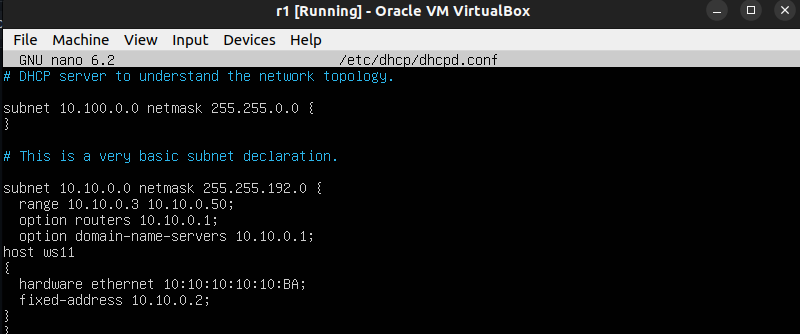 r1 [Running] - Oracle VM VirtualBox
File Machine View Input Devices Help
GNU nano 6.2 /etc/dhcp/dhcpd.conf
# DHCP server to understand the network topology.
subnet 10.100.0.0 netmask 255.255.0.0 {
}
# This is a very basic subnet declaration.
subnet 10.10.0.0 netmask 255.255.192.0 {
range 10.10.0.3 10.10.0.50;
option routers 10.10.0.1;
option domain-name-servers 10.10.0.1;
host ws11
{
hardware ethernet 10:10:10:10:10:BA;
fixed-address 10.10.0.2;
}
}